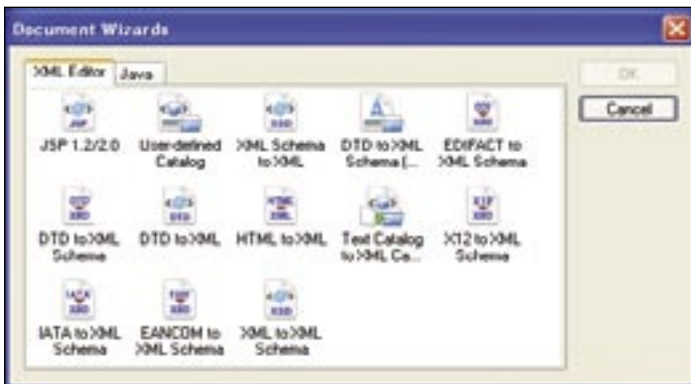 Document Wizards
XML Editor Java
OK
Cancel
JSP 1.2/2.0 User-defined Catalog XML Schema to XML DTD to XML Schema (... EDIFACT to XML Schema
DTD to XML Schema DTD to XML HTML to XML Text Catalog to XML Ca... X12 to XML Schema
IATA to XML Schema EANCOM to XML Schema XML to XML Schema